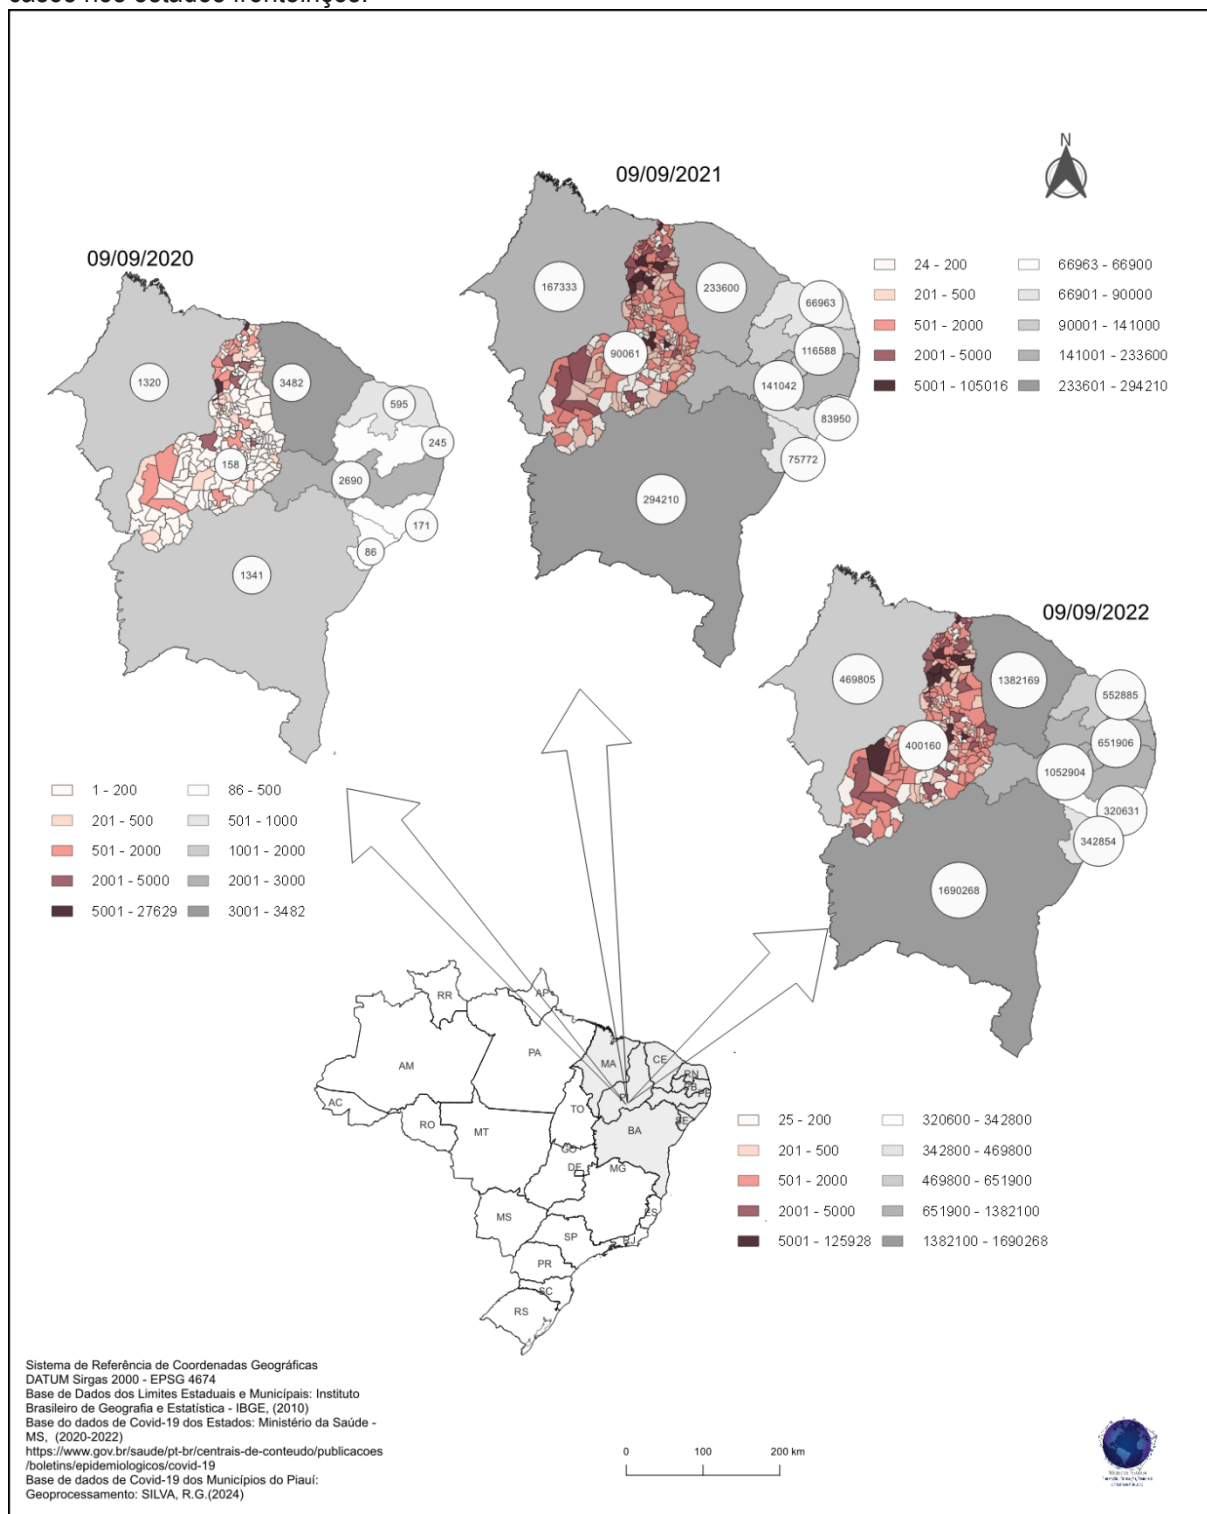 casos nos estados fronteiriços.
09/09/2020
1320
3482
595
245
158
2690
171
86
1341
1 - 200
201 - 500
501 - 2000
2001 - 5000
5001 - 27629
86 - 500
501 - 1000
1001 - 2000
2001 - 3000
3001 - 3482
09/09/2021
N
167333
233600
66963
116588
90061
141042
83950
75772
294210
24 - 200
201 - 500
501 - 2000
2001 - 5000
5001 - 105016
66963 - 66900
66901 - 90000
90001 - 141000
141001 - 233600
233601 - 294210
09/09/2022
469805
1382169
552885
651906
400160
1052904
320631
342854
1690268
25 - 200
201 - 500
501 - 2000
2001 - 5000
5001 - 125928
320600 - 342800
342800 - 469800
469800 - 651900
651900 - 1382100
1382100 - 1690268
RR
AP
AM
PA
MA
CE
RN
PB
PE
PI
AC
TO
RO
MT
BA
SE
GO
DF
MG
ES
MS
SP
RJ
PR
SC
RS
Sistema de Referência de Coordenadas Geográficas
DATUM Sirgas 2000 - EPSG 4674
Base de Dados dos Limites Estaduais e Municípais: Instituto
Brasileiro de Geografia e Estatística - IBGE, (2010)
Base do dados de Covid-19 dos Estados: Ministério da Saúde -
MS, (2020-2022)
https://www.gov.br/saude/pt-br/centrais-de-conteudo/publicacoes
/boletins/epidemiologicos/covid-19
Base de dados de Covid-19 dos Municípios do Piauí:
Geoprocessamento: SILVA, R.G.(2024)
0 100 200 km